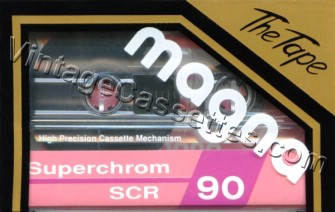 The Tape
magna
High Precision Cassette Mechanism
Superchrom
SCR 90
VintageCassettes.com